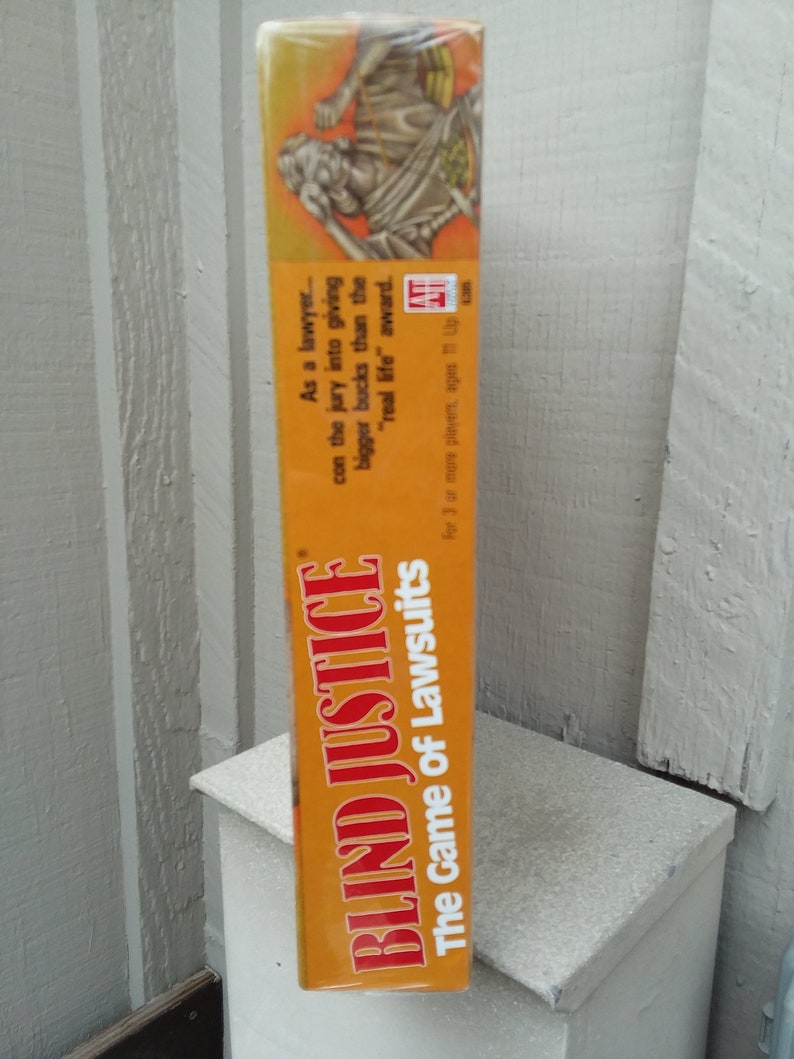 BLIND JUSTICE®
The Game of Lawsuits
As a lawyer...
con the jury into giving
bigger bucks than the
"real life" award.
For 3 or more players, ages 11 Up